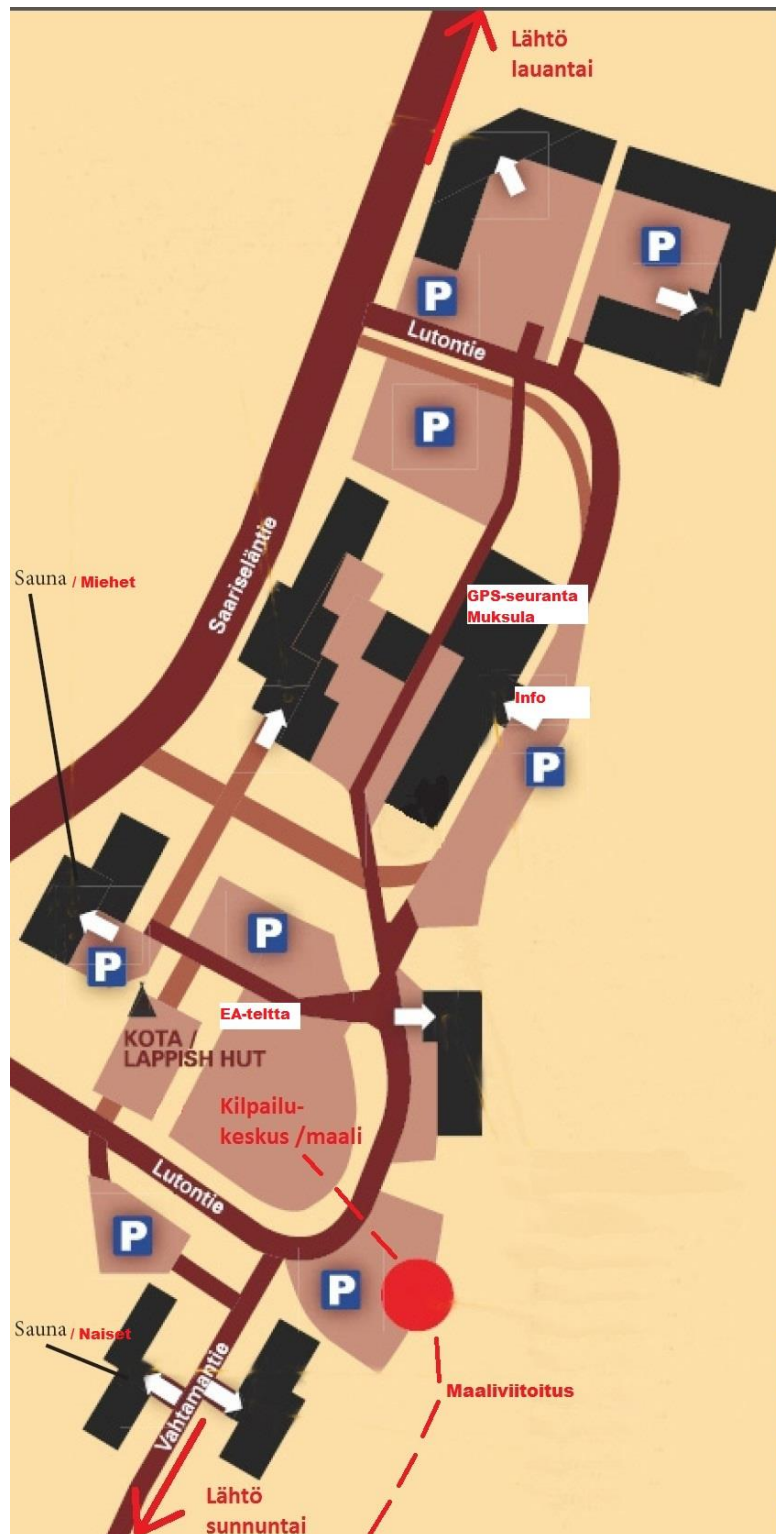 Lähtö
lauantai
P
P
Lutontie
P
Saariseläntie
Sauna / Miehet
GPS-seuranta
Muksula
Info
P
P
P
EA-teltta
KOTA /
LAPPISH HUT
Kilpailu-
keskus /maali
Lutontie
P
P
Sauna / Naiset
Vahtamantie
Maaliviitoitus
Lähtö
sunnuntai